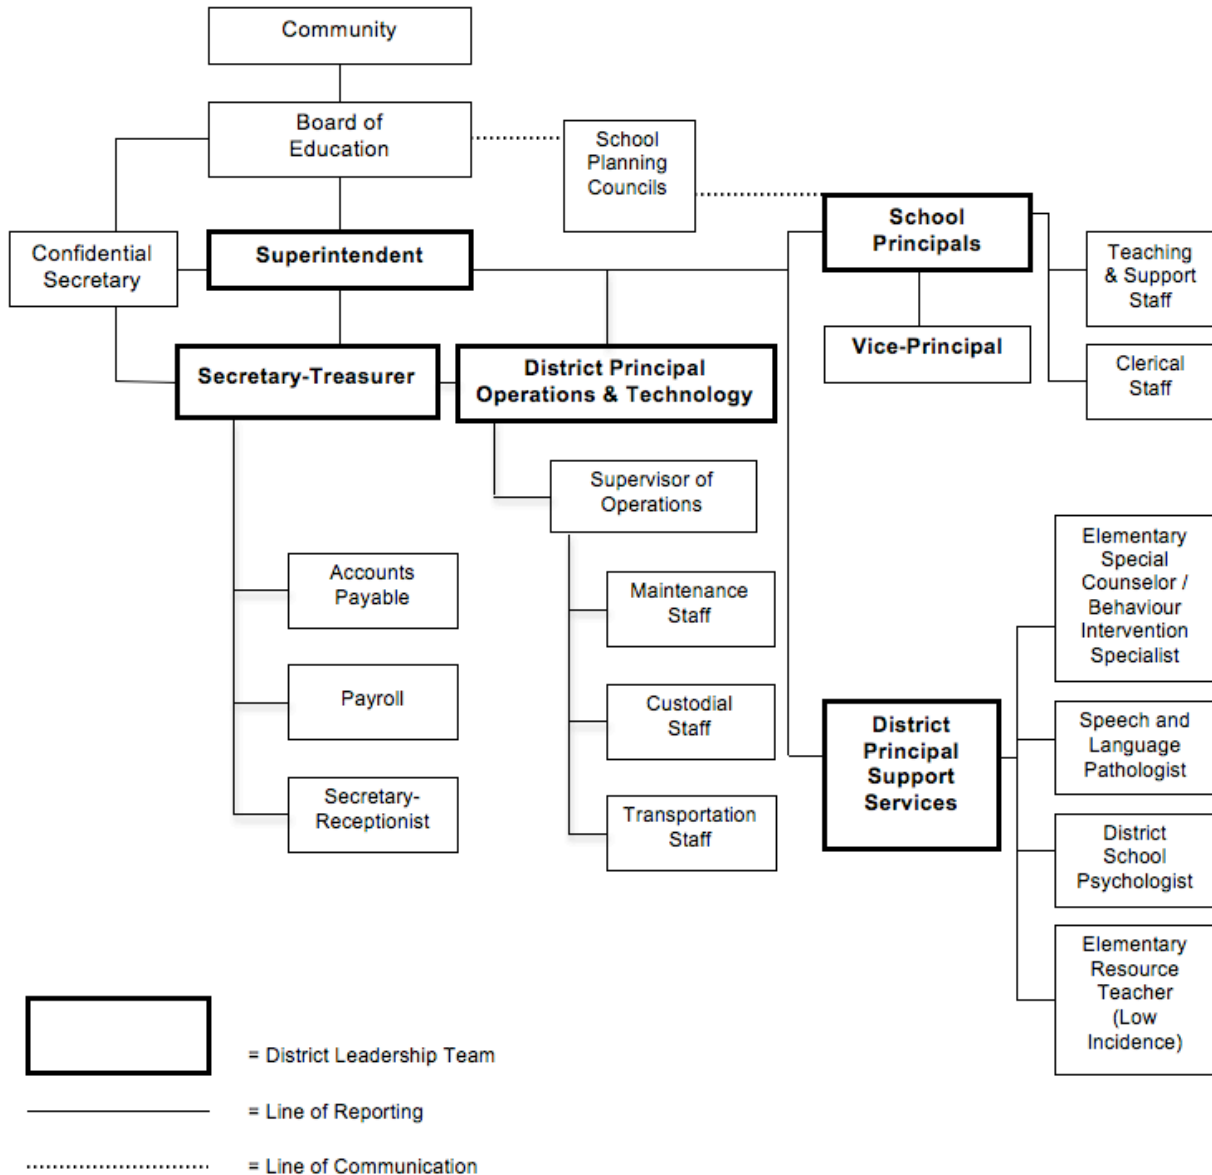 Community
Board of
Education
School
Planning
Councils
School
Principals
Confidential
Secretary
Superintendent
Teaching
& Support
Staff
Vice-Principal
Secretary-Treasurer
District Principal
Operations & Technology
Clerical
Staff
Supervisor of
Operations
Accounts
Payable
Maintenance
Staff
Elementary
Special
Counselor /
Behaviour
Intervention
Specialist
Payroll
Custodial
Staff
District
Principal
Support
Services
Speech and
Language
Pathologist
Secretary-
Receptionist
Transportation
Staff
District
School
Psychologist
Elementary
Resource
Teacher
(Low
Incidence)
= District Leadership Team
= Line of Reporting
= Line of Communication